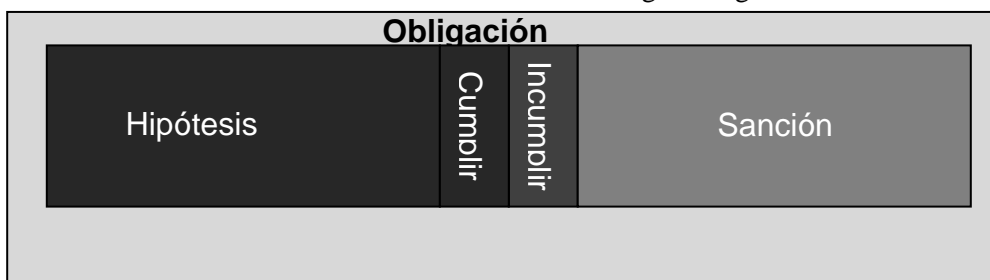 Obligación
Hipótesis
Cumplir
Incumplir
Sanción